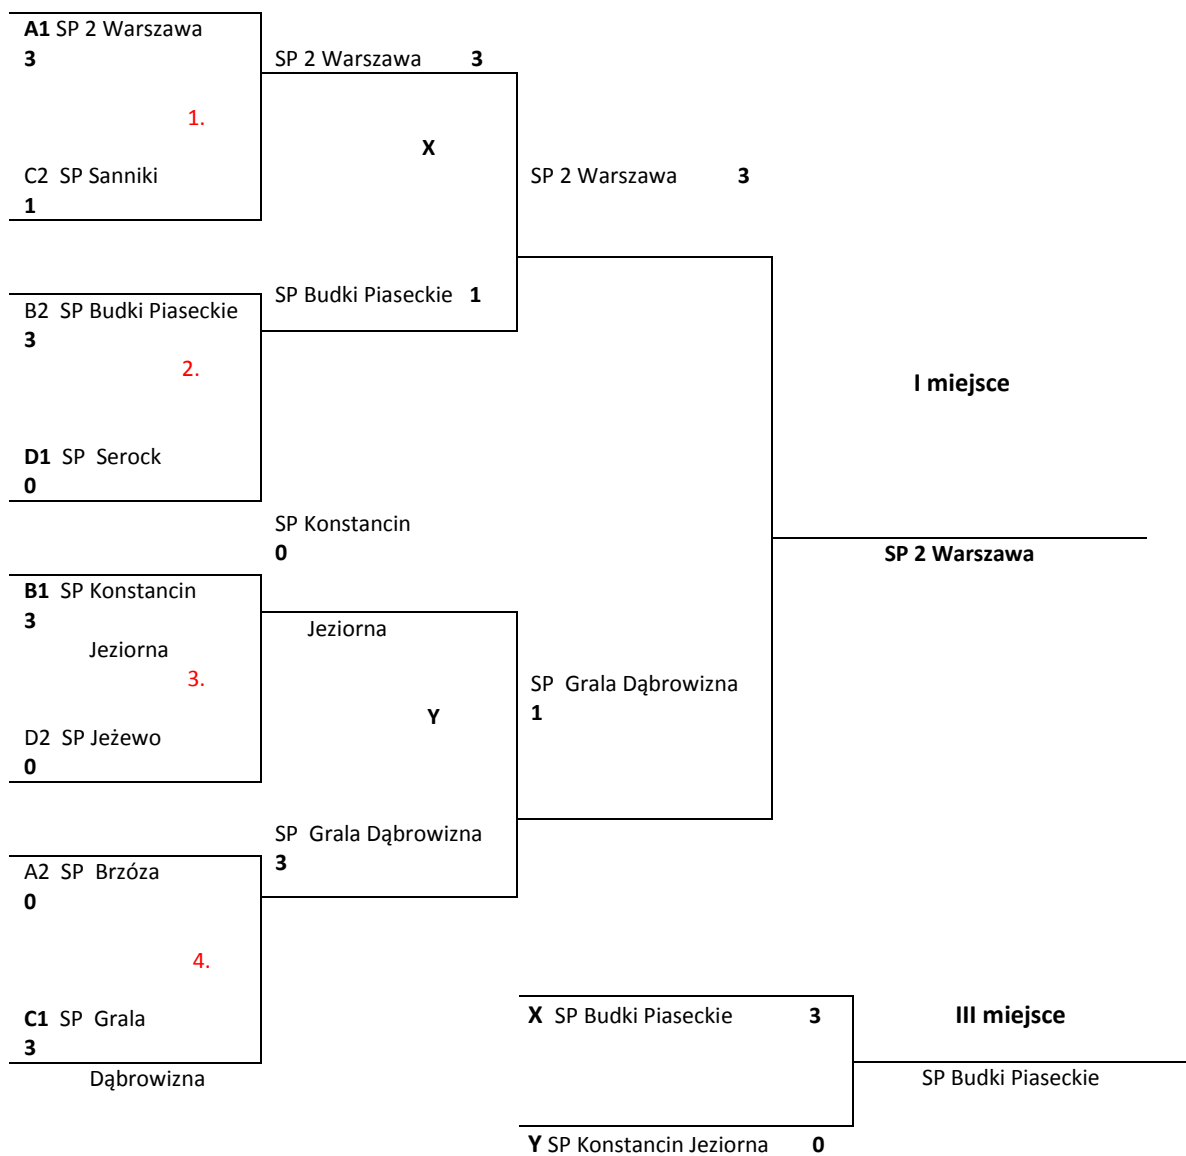 A1 SP 2 Warszawa
3
1.
C2 SP Sanniki
1
B2 SP Budki Piaseckie
3
2.
D1 SP Serock
0
B1 SP Konstancin
3
Jeziorna
3.
D2 SP Jeżewo
0
A2 SP Brzóza
0
4.
C1 SP Grala
3
Dąbrowizna
SP 2 Warszawa 3
X
SP Budki Piaseckie 1
SP Konstancin
0
Jeziorna
Y
SP Grala Dąbrowizna
3
SP 2 Warszawa 3
SP Grala Dąbrowizna
1
I miejsce
SP 2 Warszawa
X SP Budki Piaseckie 3
Y SP Konstancin Jeziorna 0
III miejsce
SP Budki Piaseckie